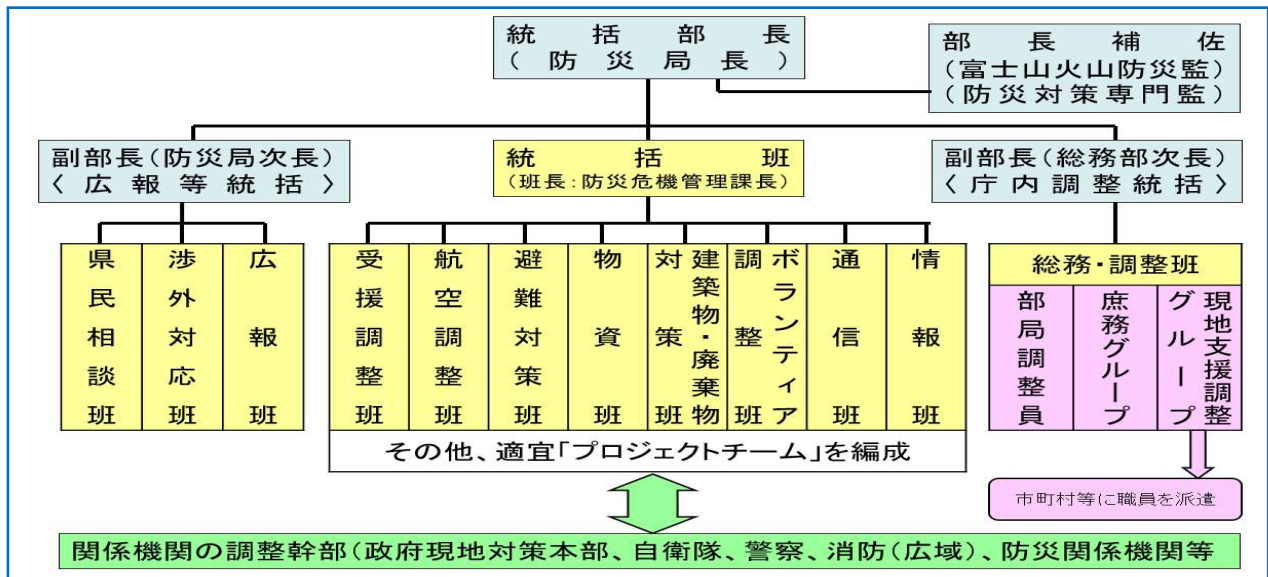 統括部長
(防災局長)
部長補佐
(富士山火山防災監)
(防災対策専門監)
副部長(防災局次長)
〈広報等統括〉
統括班
(班長:防災危機管理課長)
副部長(総務部次長)
〈庁内調整統括〉
県民相談班
渉外対応班
広報班
受援調整班
航空調整班
避難対策班
物資班
建築物・廃棄物
対策班
ボランティア
調整班
通信班
情報班
総務・調整班
部局調整員
庶務グループ
現地支援調整
グループ
その他、適宜「プロジェクトチーム」を編成
市町村等に職員を派遣
関係機関の調整幹部(政府現地対策本部、自衛隊、警察、消防(広域)、防災関係機関等